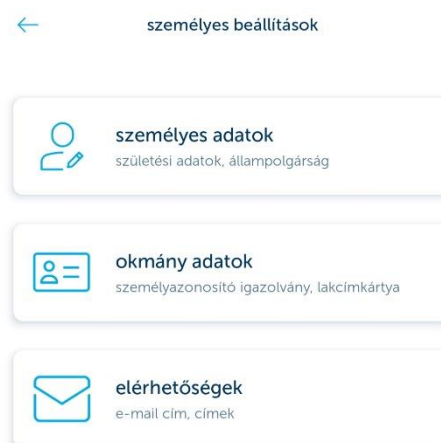 személyes beállítások
személyes adatok
születési adatok, állampolgárság
okmány adatok
személyazonosító igazolvány, lakcímkártya
elérhetőségek
e-mail cím, címek